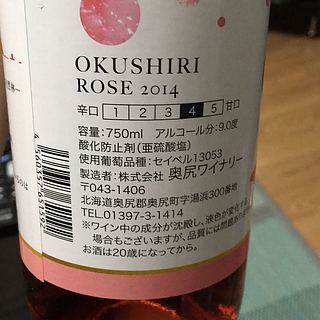 OKUSHIRI
ROSE 2014
辛口 1 2 3 4 5 甘口
容量:750ml アルコール分:9.0度
酸化防止剤(亜硫酸塩)
使用葡萄品種:セイベル13053
製造者:株式会社 奥尻ワイナリー
〒043-1406
北海道奥尻郡奥尻町字湯浜300番地
TEL.01397-3-1414
※ワイン中の成分が沈殿し、液色が変化する
場合もございますが、品質には問題あり
お酒は20歳になってから。